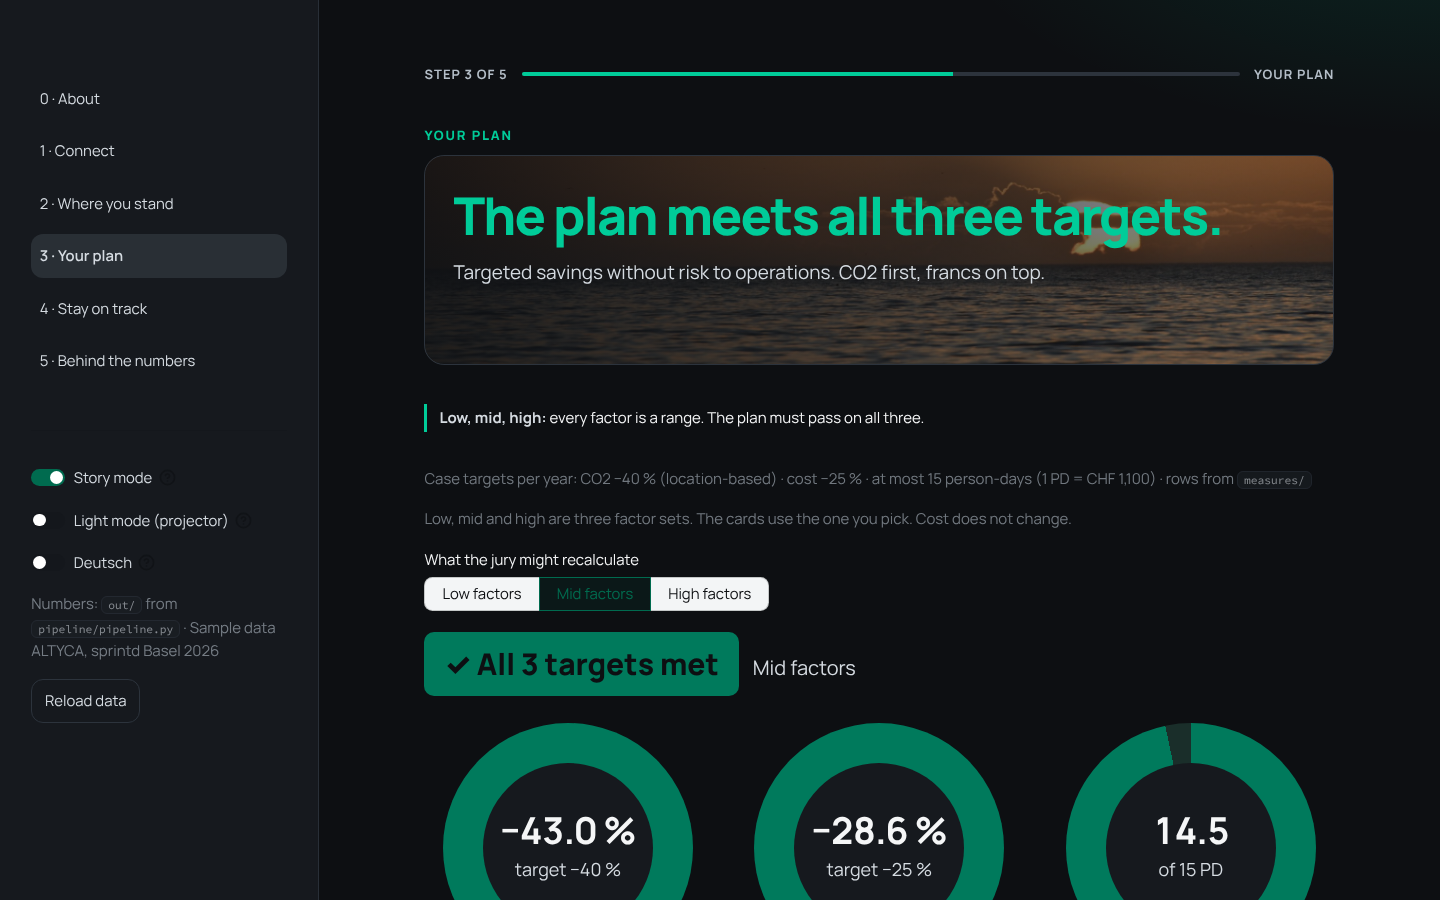 0 · About
1 · Connect
2 · Where you stand
3 · Your plan
4 · Stay on track
5 · Behind the numbers
Story mode
Light mode (projector)
Deutsch
Numbers: out/ from
pipeline/pipeline.py · Sample data
ALTYCA, sprintd Basel 2026
Reload data
STEP 3 OF 5
YOUR PLAN
YOUR PLAN
The plan meets all three targets.
Targeted savings without risk to operations. CO2 first, francs on top.
Low, mid, high: every factor is a range. The plan must pass on all three.
Case targets per year: CO2 −40 % (location-based) · cost −25 % · at most 15 person-days (1 PD = CHF 1,100) · rows from measures/
Low, mid and high are three factor sets. The cards use the one you pick. Cost does not change.
What the jury might recalculate
Low factors
Mid factors
High factors
✔ All 3 targets met
Mid factors
−43.0 %
target −40 %
−28.6 %
target −25 %
14.5
of 15 PD